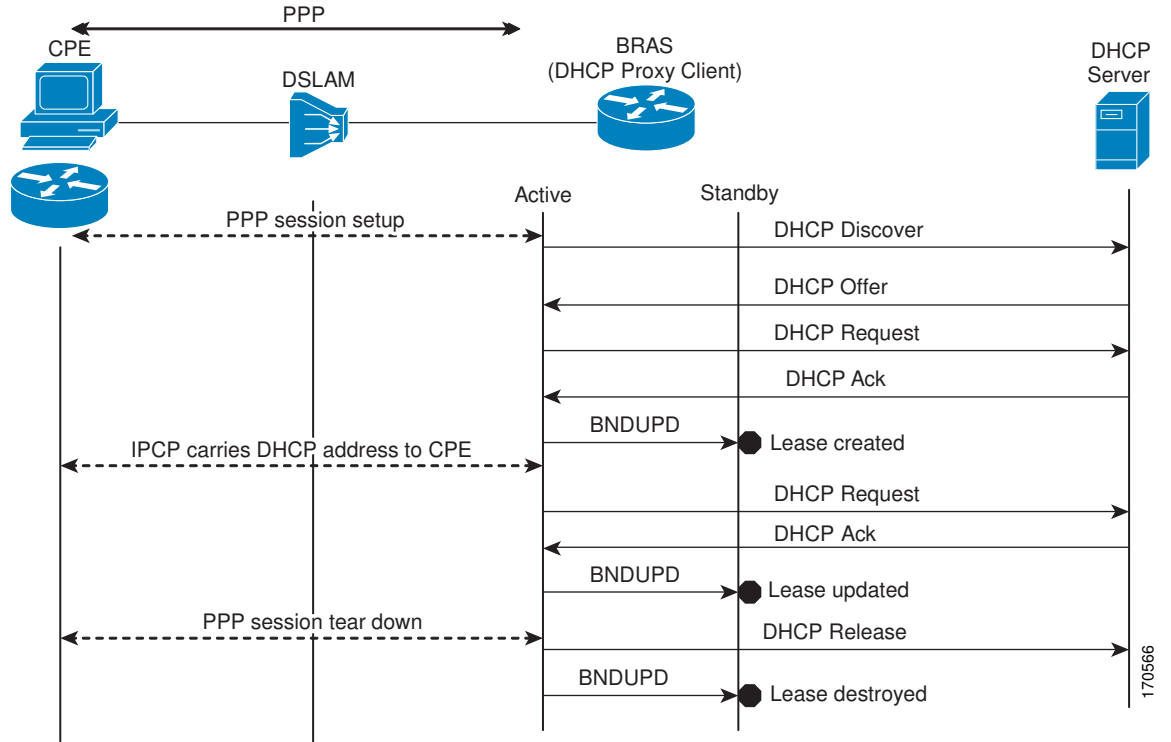 PPP
CPE
DSLAM
BRAS
(DHCP Proxy Client)
DHCP
Server
Active
Standby
PPP session setup
DHCP Discover
DHCP Offer
DHCP Request
DHCP Ack
BNDUPD
Lease created
IPCP carries DHCP address to CPE
DHCP Request
DHCP Ack
BNDUPD
Lease updated
PPP session tear down
DHCP Release
BNDUPD
Lease destroyed
170566